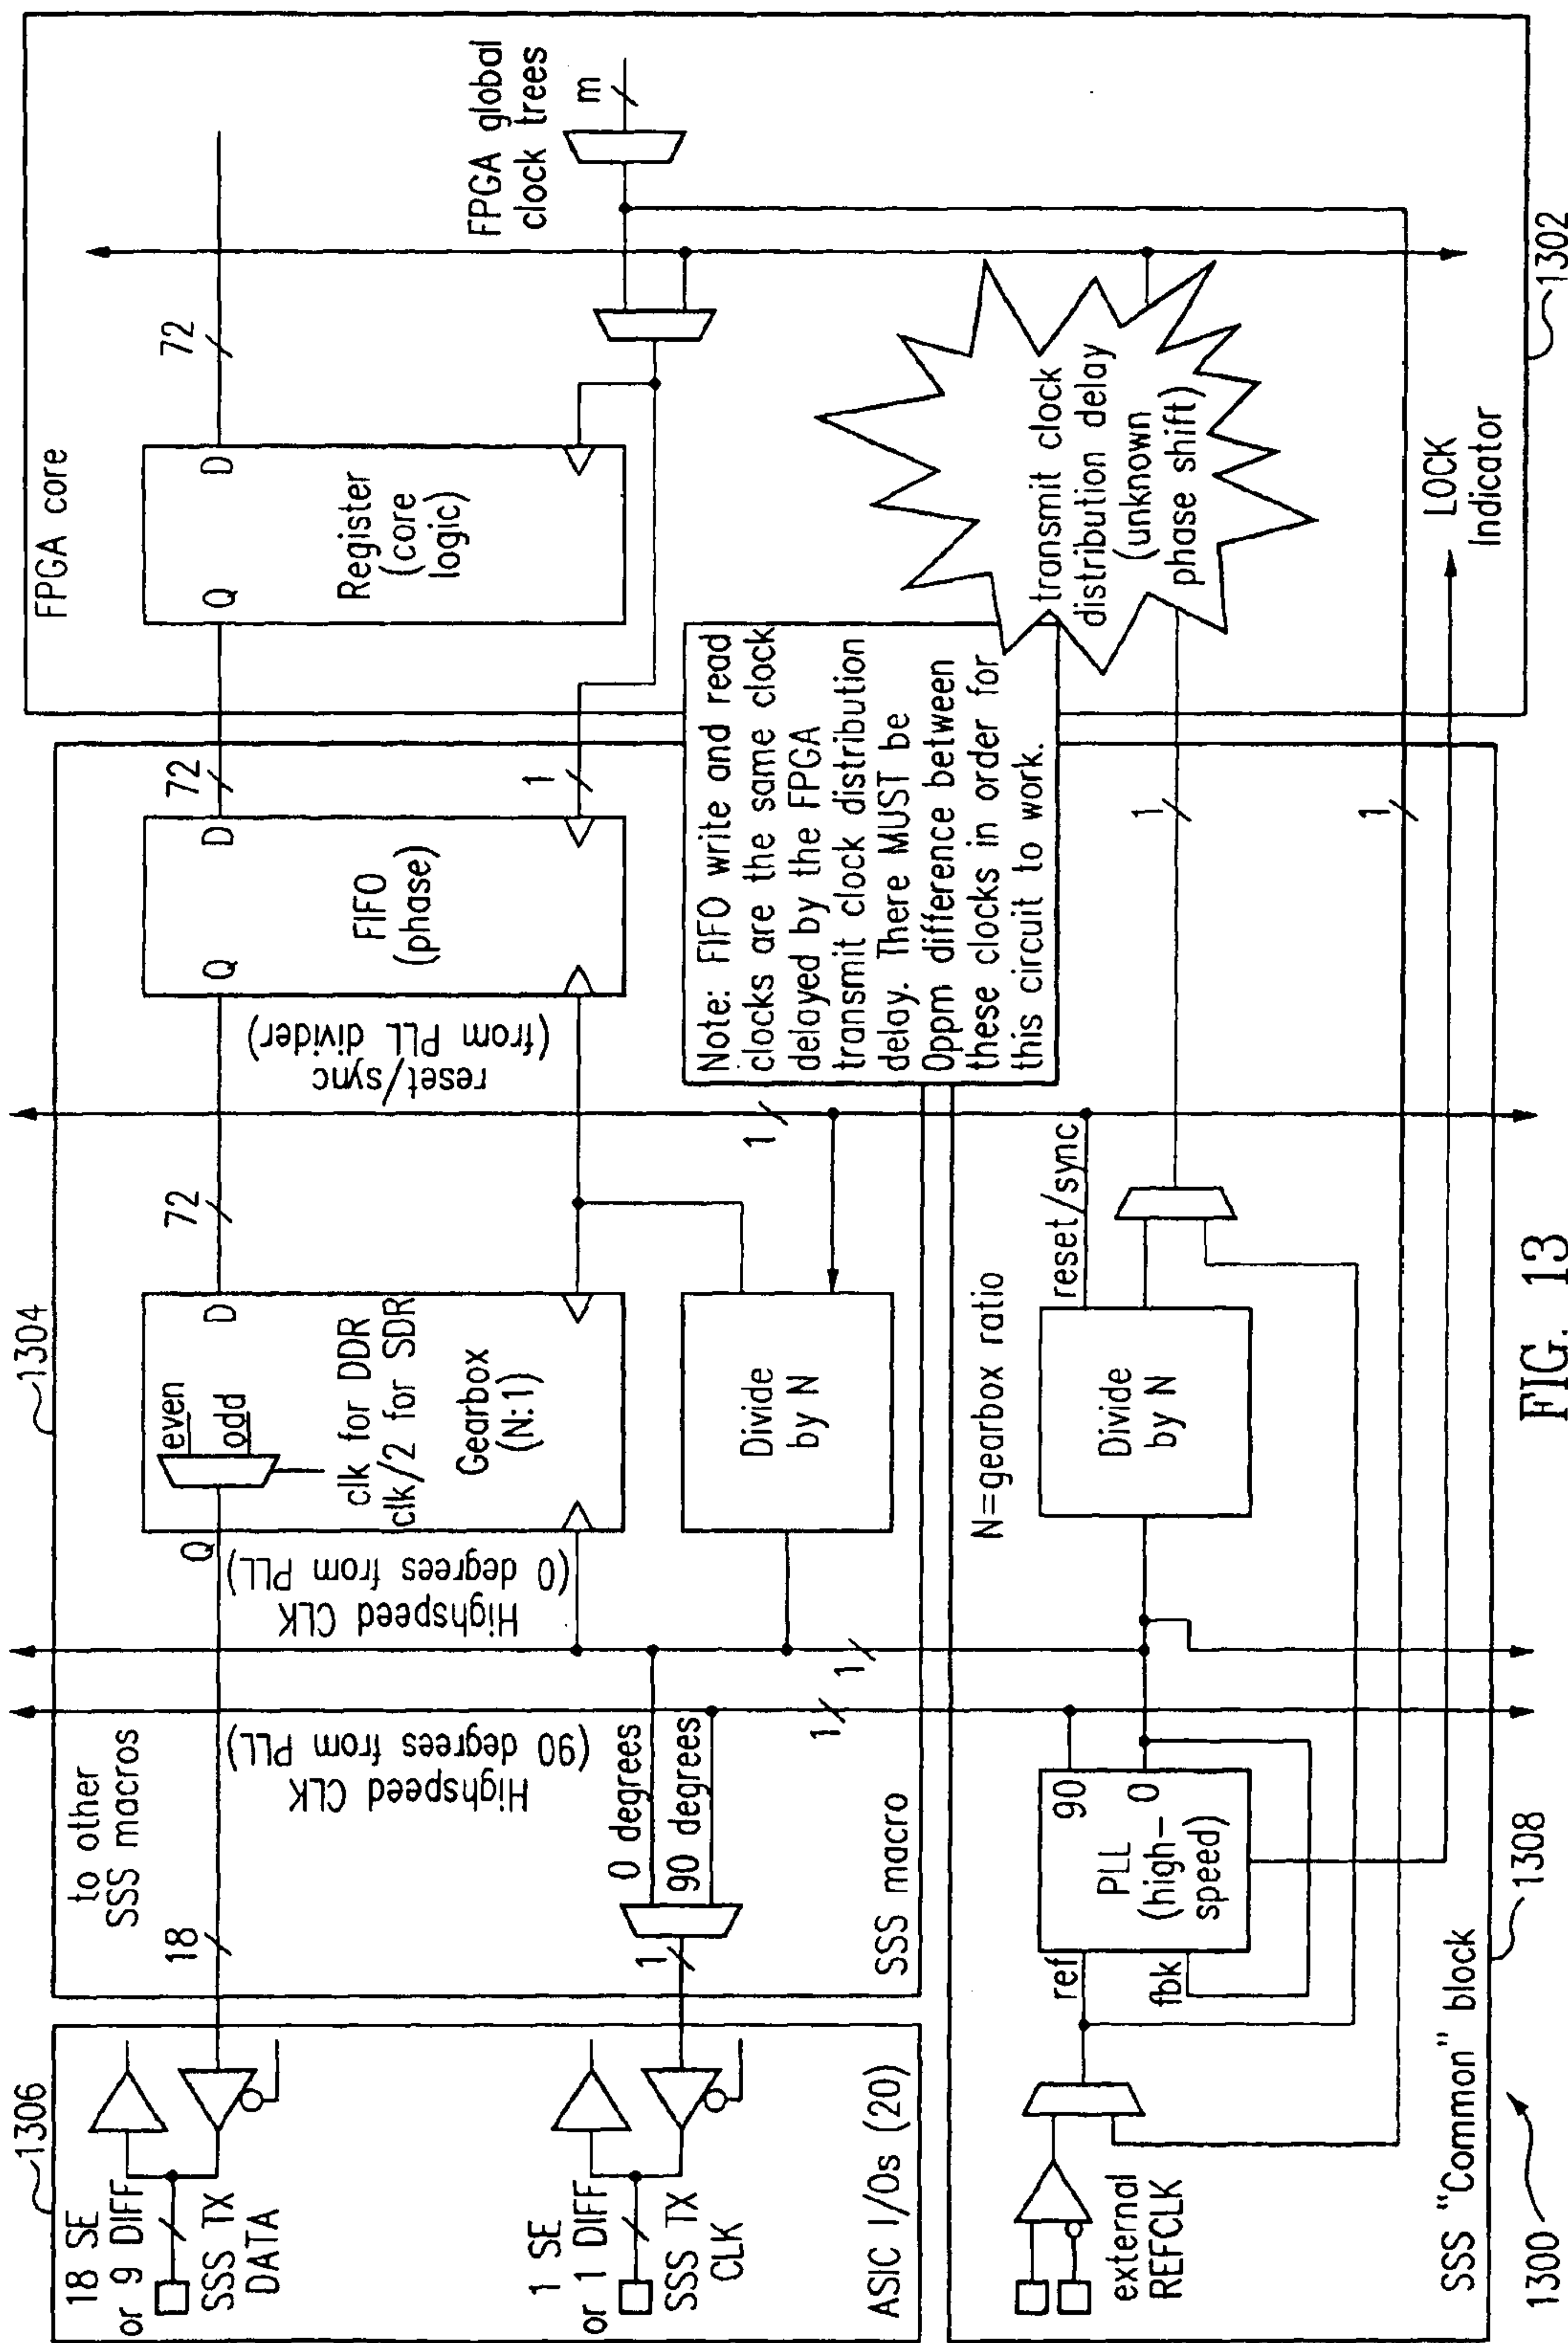 1306
18 SE
or 9 DIFF
SSS TX
DATA
1 SE
or 1 DIFF
SSS TX
CLK
ASIC I/Os (20)
1304
to other
SSS macros
18
Highspeed CLK
(90 degrees from PLL)
0 degrees
90 degrees
1
1
1
SSS macro
Highspeed CLK
(0 degrees from PLL)
Q
even
odd
D
clk for DDR
clk/2 for SDR
Gearbox
(N:1)
Divide
by N
72
reset/sync
(from PLL divider)
1
Q
D
FIFO
(phase)
72
1
FPGA core
Q
D
Register
(core
logic)
72
FPGA global
clock trees
m
Note: FIFO write and read
clocks are the same clock
delayed by the FPGA
transmit clock distribution
delay. There MUST be
0ppm difference between
these clocks in order for
this circuit to work.
transmit clock
distribution delay
(unknown
phase shift)
external
REFCLK
ref
fbk
90
0
PLL
(high-
speed)
N=gearbox ratio
Divide
by N
reset/sync
1
1
LOCK
Indicator
SSS "Common" block
1300
1308
1302
FIG. 13